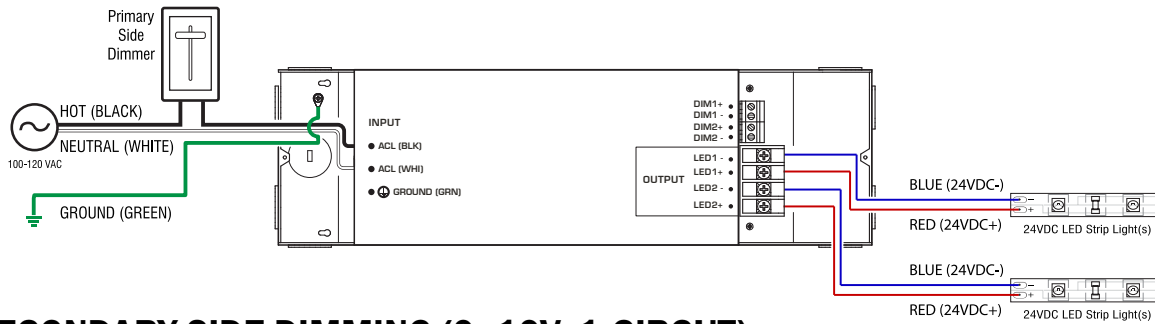 Primary
Side
Dimmer
HOT (BLACK)
NEUTRAL (WHITE)
100-120 VAC
GROUND (GREEN)
INPUT
ACL (BLK)
ACL (WHI)
GROUND (GRN)
DIM1+
DIM1 -
DIM2+
DIM2 -
OUTPUT
LED1 -
LED1+
LED2 -
LED2+
BLUE (24VDC-)
RED (24VDC+)
- 
+
24VDC LED Strip Light(s)
BLUE (24VDC-)
RED (24VDC+)
-
+
24VDC LED Strip Light(s)